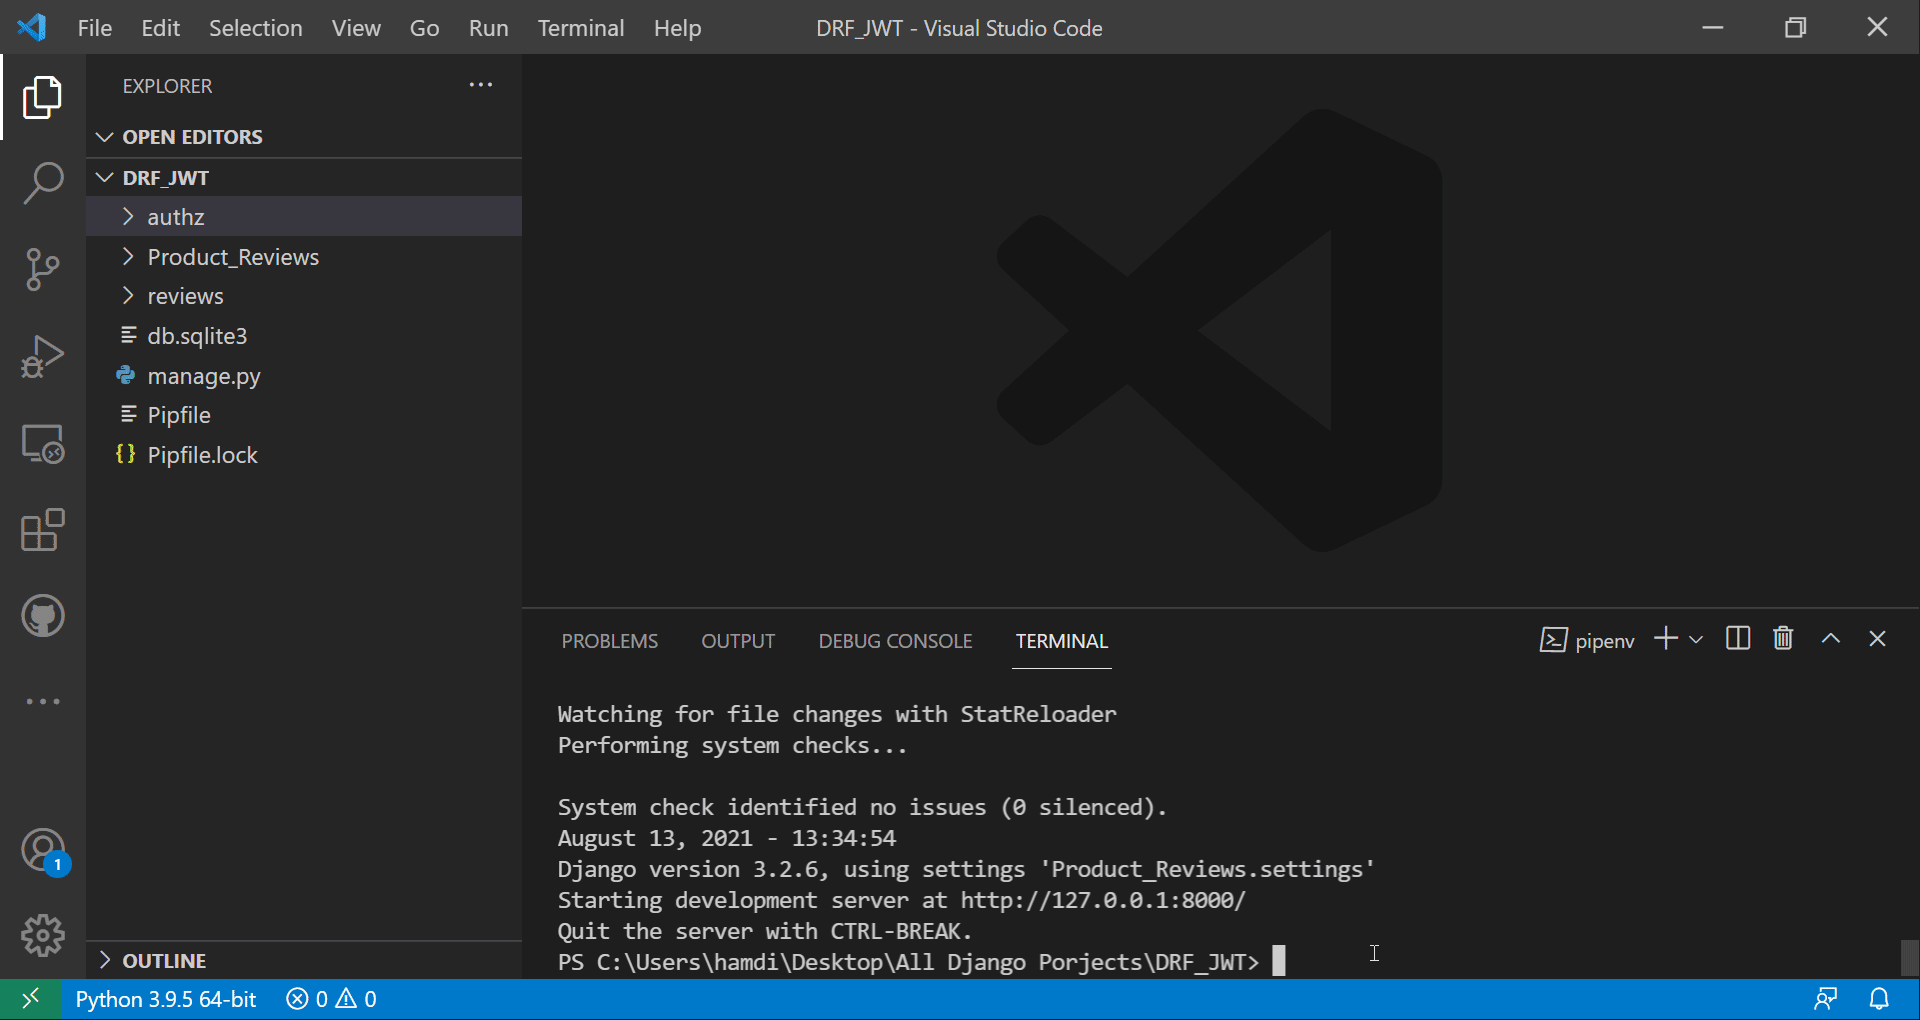 File Edit Selection View Go Run Terminal Help DRF_JWT - Visual Studio Code
EXPLORER
OPEN EDITORS
DRF_JWT
authz
Product_Reviews
reviews
db.sqlite3
manage.py
Pipfile
{} Pipfile.lock
OUTLINE
1
PROBLEMS OUTPUT DEBUG CONSOLE TERMINAL pipenv
Watching for file changes with StatReloader
Performing system checks...
System check identified no issues (0 silenced).
August 13, 2021 - 13:34:54
Django version 3.2.6, using settings 'Product_Reviews.settings'
Starting development server at http://127.0.0.1:8000/
Quit the server with CTRL-BREAK.
PS C:\Users\hamdi\Desktop\All Django Porjects\DRF_JWT>
Python 3.9.5 64-bit 0 0